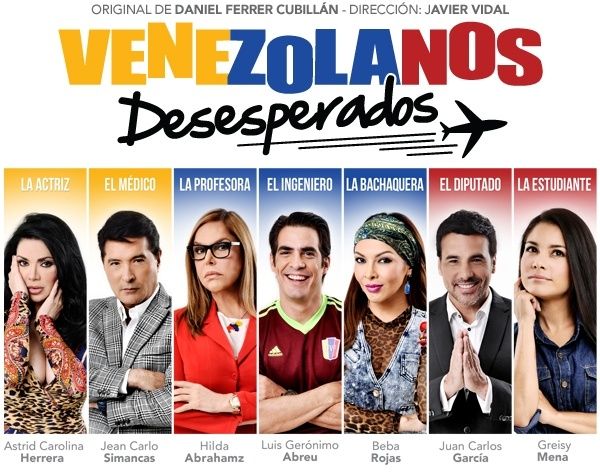 ORIGINAL DE DANIEL FERRER CUBILLÁN - DIRECCIÓN: JAVIER VIDAL
VENEZOLANOS
Desesperados
LA ACTRIZ
EL MÉDICO
LA PROFESORA
EL INGENIERO
LA BACHAQUERA
EL DIPUTADO
LA ESTUDIANTE
Astrid Carolina
Herrera
Jean Carlo
Simancas
Hilda
Abrahamz
Luis Gerónimo
Abreu
Beba
Rojas
Juan Carlos
García
Greisy
Mena